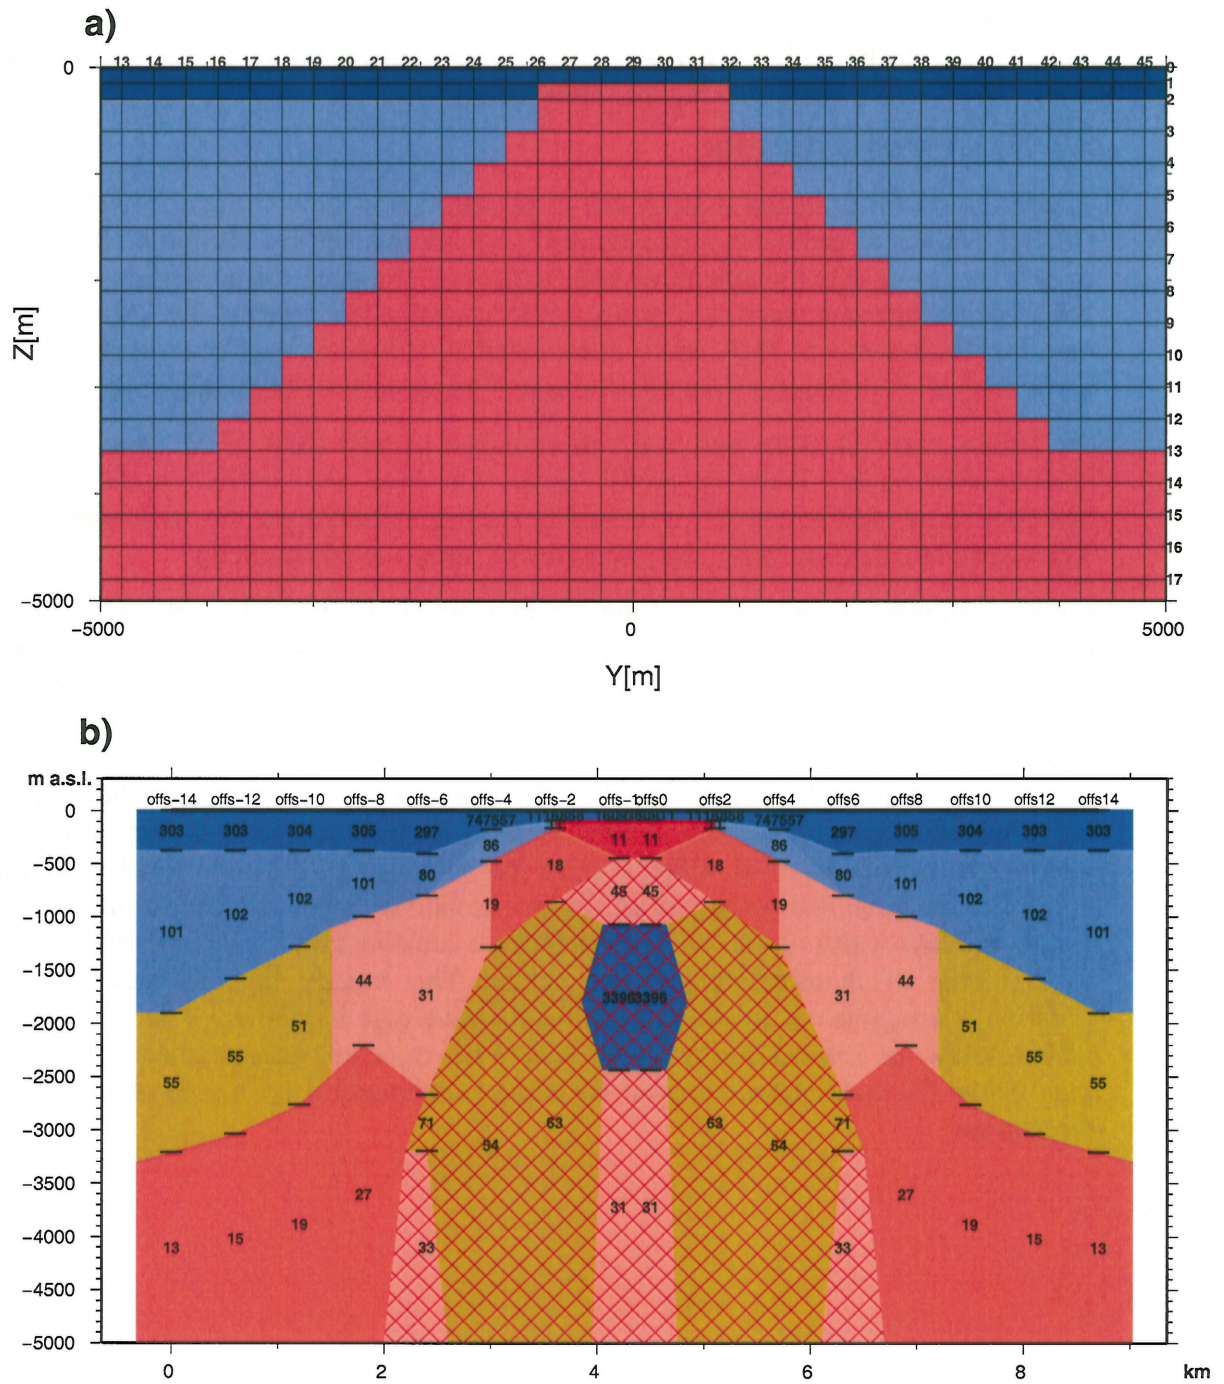 a)
13 14 15 16 17 18 19 20 21 22 23 24 25 26 27 28 29 30 31 32 33 34 35 36 37 38 39 40 41 42 43 44 45
0
0
1
2
3
4
5
6
7
8
9
10
11
12
13
14
15
16
17
Z[m]
−5000
−5000 0 5000
Y[m]
b)
m a.s.l.
offs−14 offs−12 offs−10 offs−8 offs−6 offs−4 offs−2 offs−1 offs0 offs2 offs4 offs6 offs8 offs10 offs12 offs14
0
303 303 304 305 297 747557 747557 297 305 304 303 303
11 11
86 86
−500
18 18
101 102 102 101 80 80 101 102 102 101
45 45
19 19
−1000
−1500
44 31 31 44
33963396
−2000
51 51
55 55 55 55
−2500
−3000
71 63 63 71
54 54
−3500
27 31 31 27
−4000
13 15 19 33 33 19 15 13
−4500
−5000
0 2 4 6 8 km